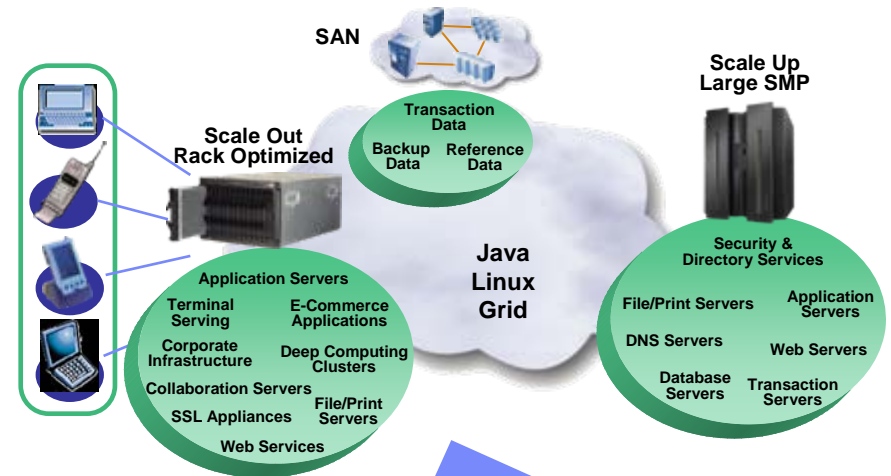 SAN
Scale Up
Large SMP
Transaction
Data
Backup
Data
Reference
Data
Scale Out
Rack Optimized
Java
Linux
Grid
Application Servers
Terminal
Serving
E-Commerce
Applications
Corporate
Infrastructure
Deep Computing
Clusters
Collaboration Servers
SSL Appliances
File/Print
Servers
Web Services
Security &
Directory Services
File/Print Servers
Application
Servers
DNS Servers
Web Servers
Database
Servers
Transaction
Servers